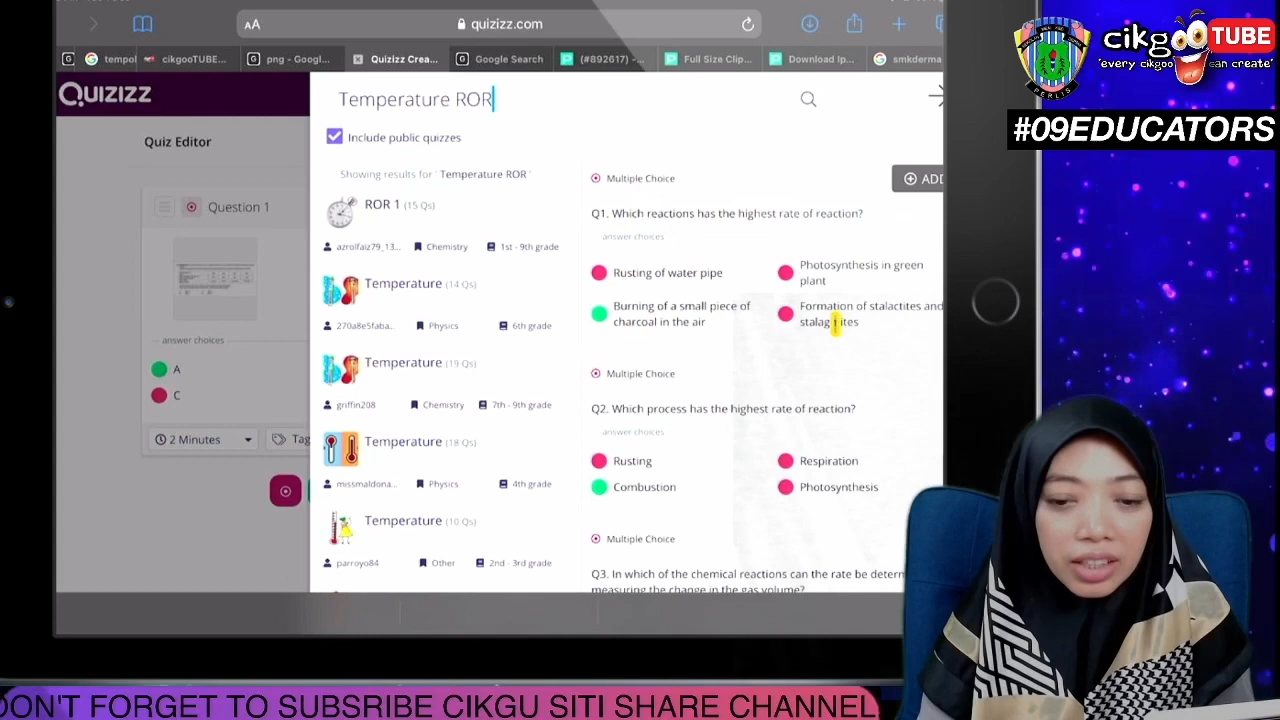 AA
quizizz.com
tempol
cikgooTUBE...
png - Googl...
Quizizz Crea...
Google Search
(#892617) -...
Full Size Clip...
Download Ip...
smkderma
cikgooTUBE
'every cikgoo can create'
PERLIS
#09EDUCATORS
Quizizz
Quiz Editor
Question 1
answer choices
A
C
2 Minutes
Tag
Temperature ROR
Include public quizzes
Showing results for ' Temperature ROR '
ROR 1 (15 Qs)
azrolfaiz79_13...
Chemistry
1st - 9th grade
Temperature (14 Qs)
270a8e5faba...
Physics
6th grade
Temperature (19 Qs)
griffin208
Chemistry
7th - 9th grade
Temperature (18 Qs)
missmaldona...
Physics
4th grade
Temperature (10 Qs)
parroyo84
Other
2nd - 3rd grade
Multiple Choice
ADD
Q1. Which reactions has the highest rate of reaction?
answer choices
Rusting of water pipe
Photosynthesis in green
plant
Burning of a small piece of
charcoal in the air
Formation of stalactites and
Multiple Choice
Q2. Which process has the highest rate of reaction?
answer choices
Rusting
Respiration
Combustion
Photosynthesis
Multiple Choice
Q3. In which of the chemical reactions can the rate be determ
measuring the change in the gas volume?
DON'T FORGET TO SUBSRIBE CIKGU SITI SHARE CHANNEL